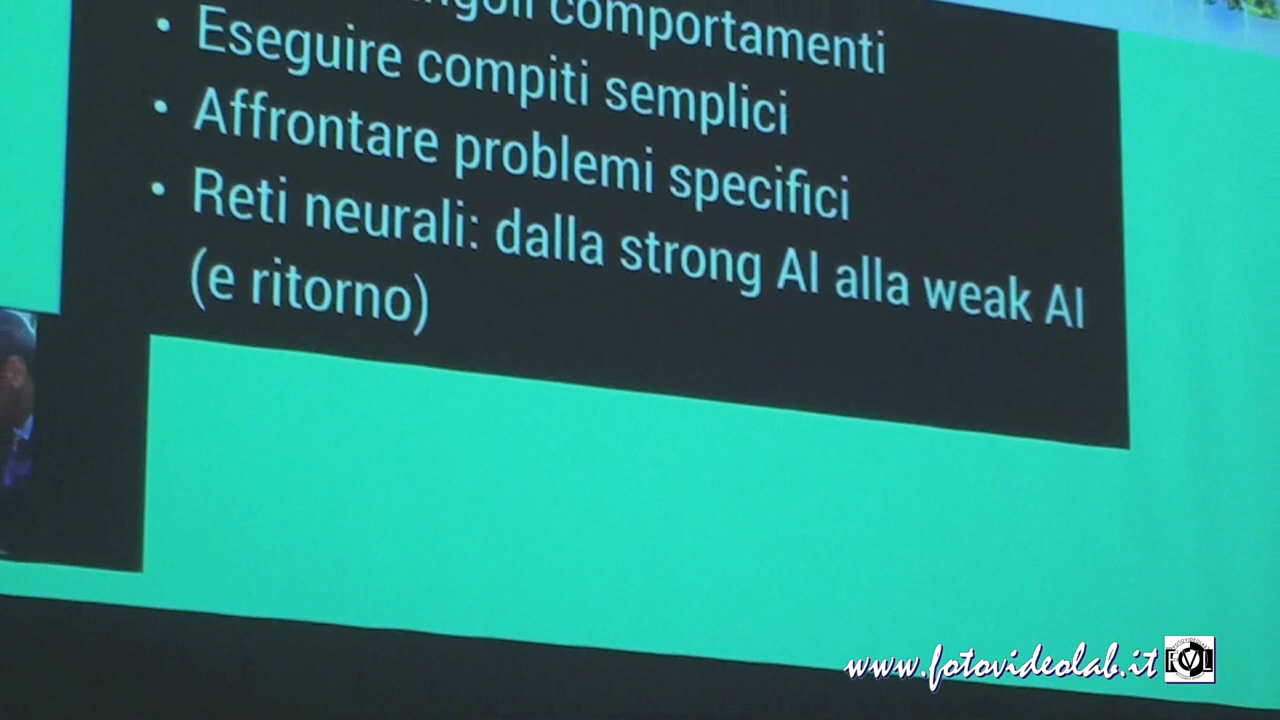 comportamenti
• Eseguire compiti semplici
• Affrontare problemi specifici
• Reti neurali: dalla strong AI alla weak AI
(e ritorno)
www.fotovideolab.it FVL